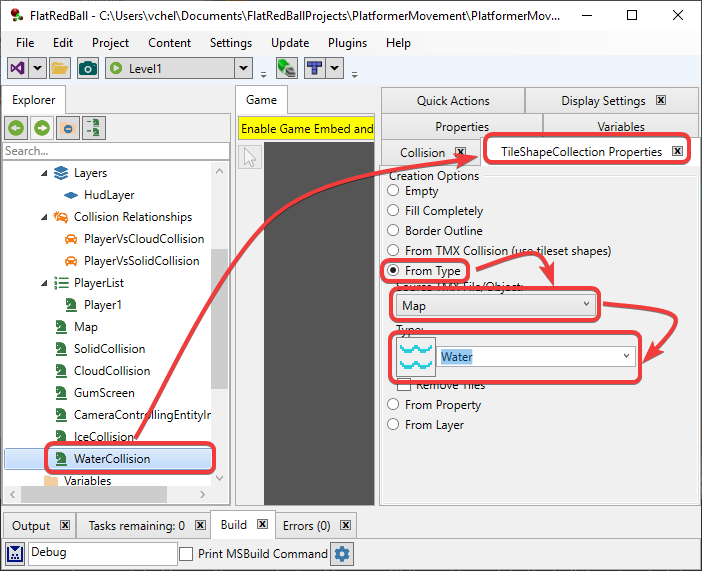 FlatRedBall - C:\Users\vchel\Documents\FlatRedBallProjects\PlatformerMovement\PlatformerMov...
File Edit Project Content Settings Update Plugins Help
Level1
Explorer
Game
Quick Actions
Display Settings
Properties
Variables
Enable Game Embed and
Collision
TileShapeCollection Properties
Search...
Layers
HudLayer
Collision Relationships
PlayerVsCloudCollision
PlayerVsSolidCollision
PlayerList
Player1
Map
SolidCollision
CloudCollision
GumScreen
CameraControllingEntityIn
IceCollision
WaterCollision
Variables
Creation Options
Empty
Fill Completely
Border Outline
From TMX Collision (use tileset shapes)
From Type
Source TMX File/Object:
Map
Type:
Water
Remove Tiles
From Property
From Layer
Output
Tasks remaining: 0
Build
Errors (0)
Debug
Print MSBuild Command